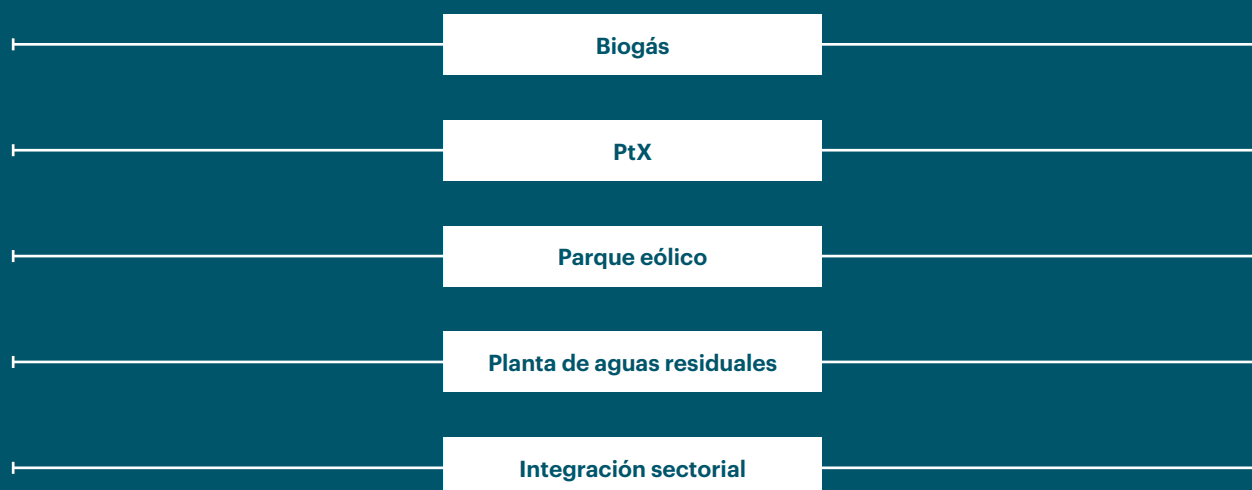 Biogás
PtX
Parque eólico
Planta de aguas residuales
Integración sectorial